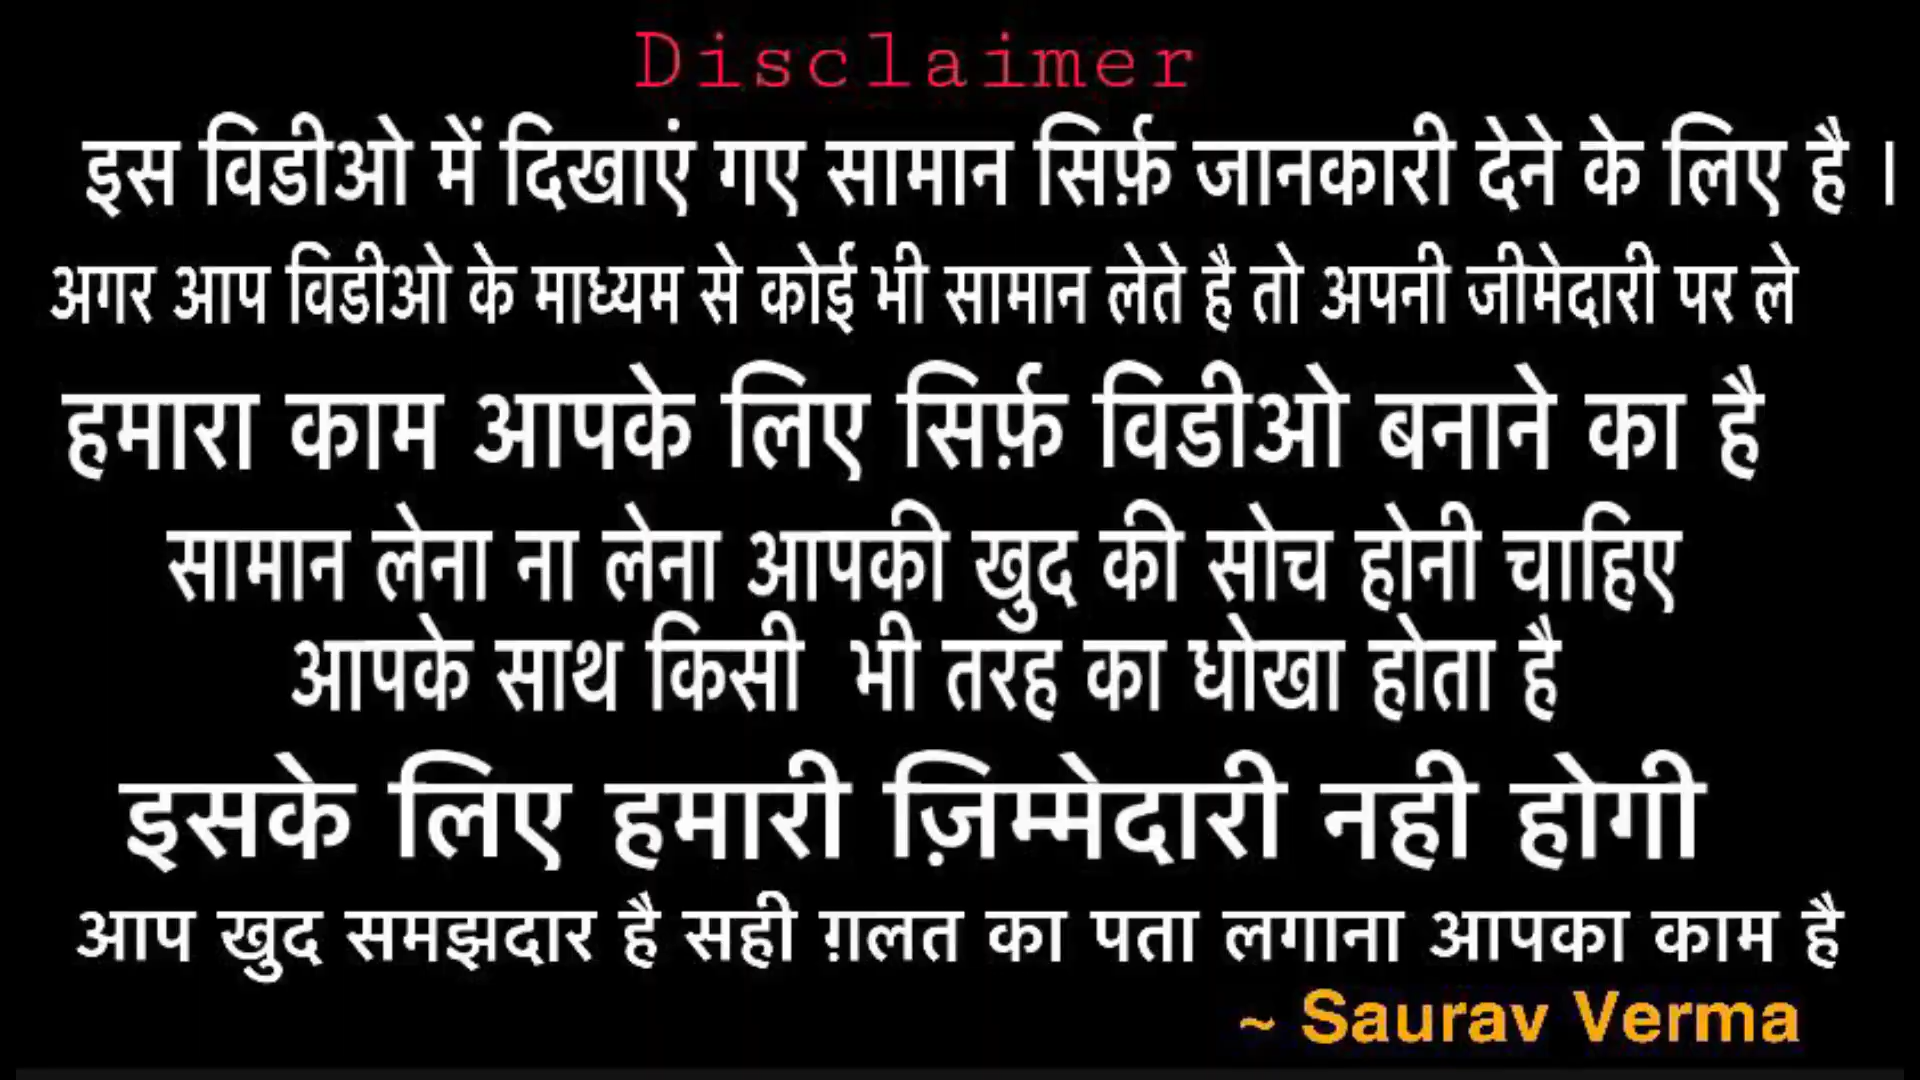 Disclaimer
इस विडीओ में दिखाएं गए सामान सिर्फ़ जानकारी देने के लिए है ।
अगर आप विडीओ के माध्यम से कोई भी सामान लेते है तो अपनी जीमेदारी पर ले
हमारा काम आपके लिए सिर्फ़ विडीओ बनाने का है
सामान लेना ना लेना आपकी खुद की सोच होनी चाहिए
आपके साथ किसी भी तरह का धोखा होता है
इसके लिए हमारी ज़िम्मेदारी नही होगी
आप खुद समझदार है सही ग़लत का पता लगाना आपका काम है
~ Saurav Verma